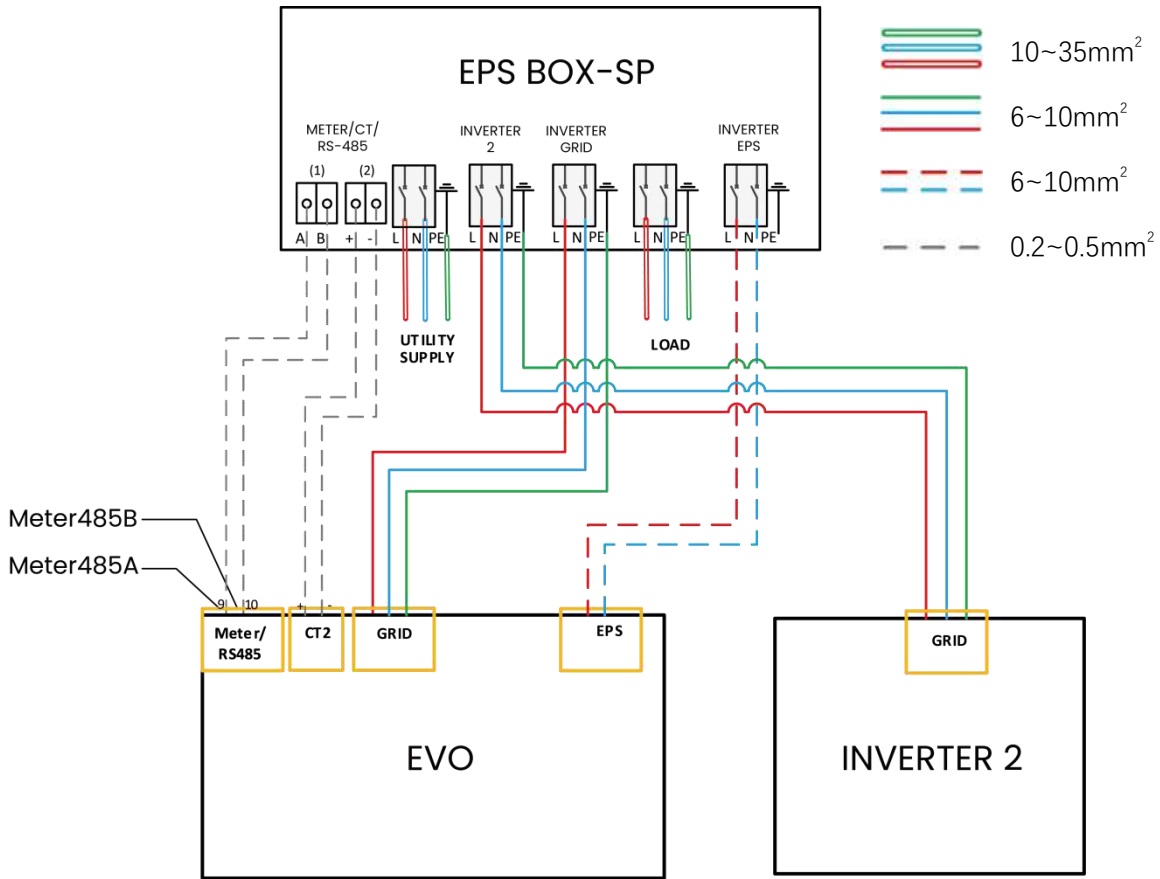 EPS BOX-SP
10~35mm²
6~10mm²
6~10mm²
0.2~0.5mm²
METER/CT/
RS-485
(1)
(2)
INVERTER
2
INVERTER
GRID
INVERTER
EPS
A B + -
L N PE
L N PE
L N PE
L N PE
L N PE
UTILITY
SUPPLY
LOAD
Meter485B
Meter485A
9 10
+ -
Meter/
RS485
CT2
GRID
EPS
GRID
EVO
INVERTER 2